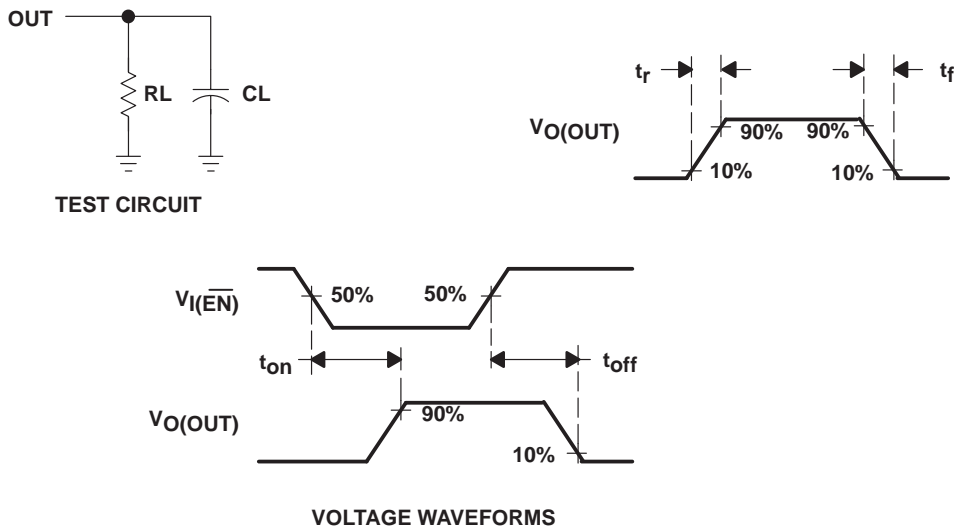 OUT
RL
CL
TEST CIRCUIT
tr
tf
VO(OUT)
90%
90%
10%
10%
VI(E̅N̅)
50%
50%
ton
toff
VO(OUT)
90%
10%
VOLTAGE WAVEFORMS